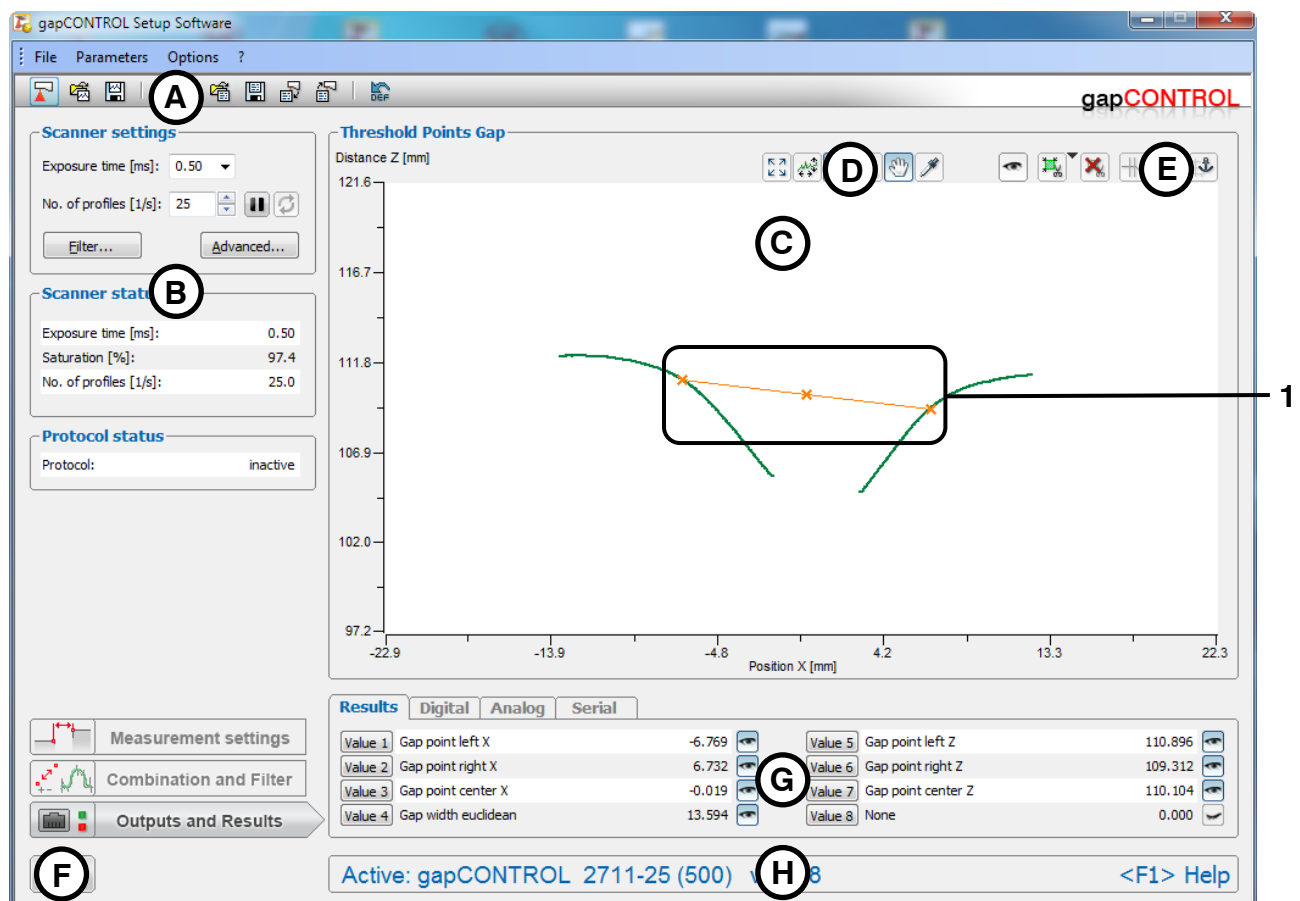 gapCONTROL Setup Software
File Parameters Options ?
A
DEF
gapCONTROL
Scanner settings
Exposure time [ms]: 0.50
No. of profiles [1/s]: 25
Filter... Advanced...
B
Scanner
Exposure time [ms]: 0.50
Saturation [%]: 97.4
No. of profiles [1/s]: 25.0
Protocol status
Protocol: inactive
Threshold Points Gap
Distance Z [mm]
D
E
C
121.6
116.7
111.8
106.9
102.0
97.2
1
-22.9 -13.9 -4.8 4.2 13.3 22.3
Position X [mm]
Measurement settings
Combination and Filter
Outputs and Results
F
Results Digital Analog Serial
Value 1 Gap point left X -6.769 Value 5 Gap point left Z 110.896
Value 2 Gap point right X 6.732 Value 6 Gap point right Z 109.312
Value 3 Gap point center X -0.019 Value 7 Gap point center Z 110.104
Value 4 Gap width euclidean 13.594 Value 8 None 0.000
G
Active: gapCONTROL 2711-25 (500) <F1> Help
H